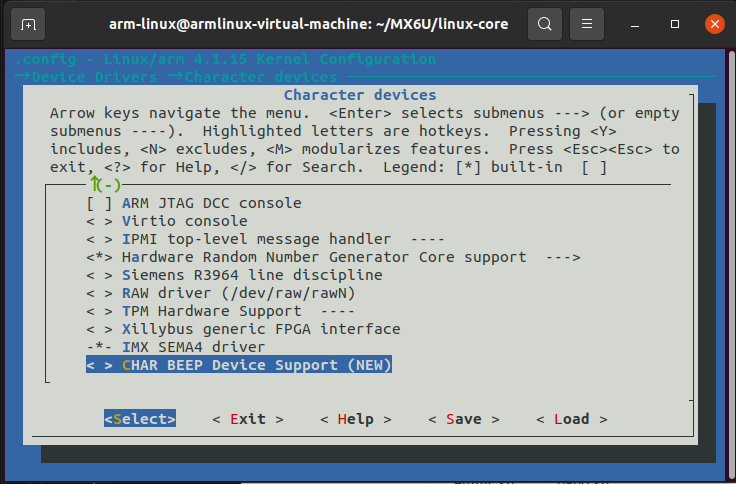 arm-linux@armlinux-virtual-machine: ~/MX6U/linux-core
.config - Linux/arm 4.1.15 Kernel Configuration
→Device Drivers →Character devices
Character devices
Arrow keys navigate the menu.  <Enter> selects submenus ---> (or empty
submenus ----).  Highlighted letters are hotkeys.  Pressing <Y>
includes, <N> excludes, <M> modularizes features.  Press <Esc><Esc> to
exit, <?> for Help, </> for Search.  Legend: [*] built-in  [ ]
↑(-)
[ ] ARM JTAG DCC console
< > Virtio console
< > IPMI top-level message handler  ----
<*> Hardware Random Number Generator Core support  --->
< > Siemens R3964 line discipline
< > RAW driver (/dev/raw/rawN)
< > TPM Hardware Support  ----
< > Xillybus generic FPGA interface
-*- IMX SEMA4 driver
< > CHAR BEEP Device Support (NEW)
<Select>    < Exit >    < Help >    < Save >    < Load >